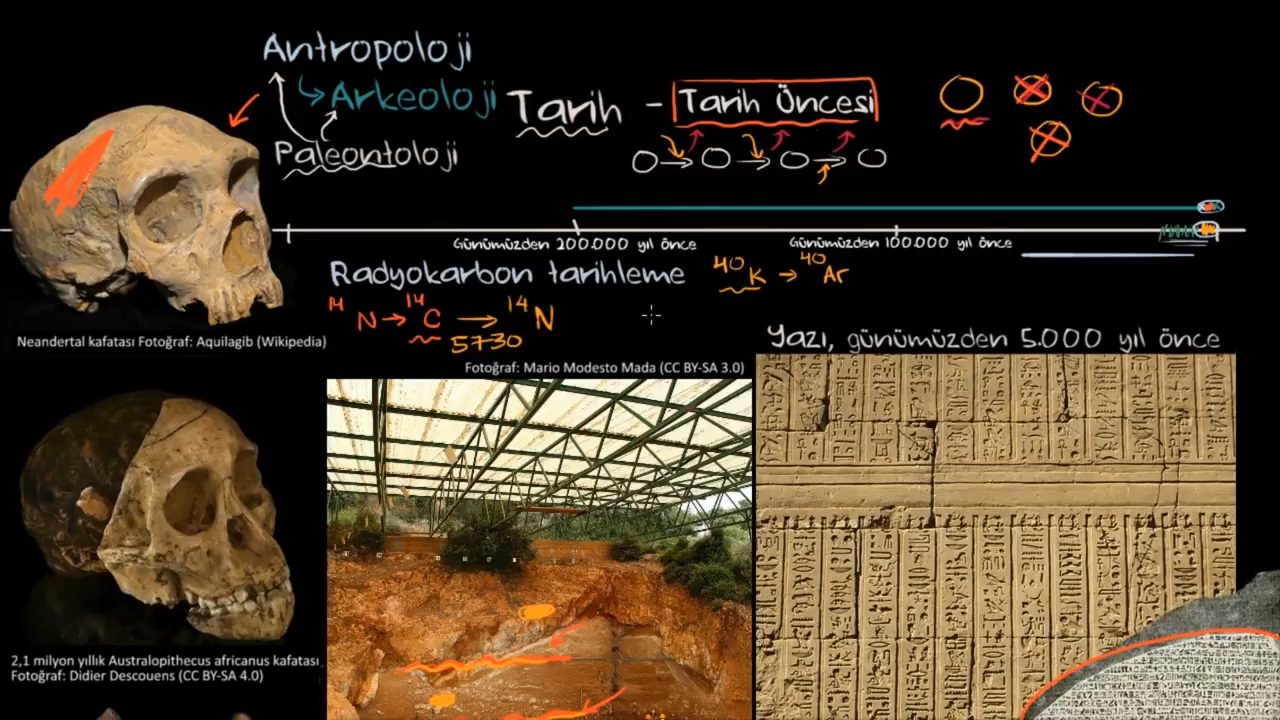 Antropoloji
Arkeoloji
Paleontoloji
Tarih - Tarih Öncesi
Günümüzden 200.000 yıl önce
Günümüzden 100.000 yıl önce
Radyokarbon tarihleme
40K → 40Ar
14N → 14C → 14N
5730
Neandertal kafatası Fotoğraf: Aquilagib (Wikipedia)
Yazı, günümüzden 5.000 yıl önce
Fotoğraf: Mario Modesto Mada (CC BY-SA 3.0)
2,1 milyon yıllık Australopithecus africanus kafatası
Fotoğraf: Didier Descouens (CC BY-SA 4.0)